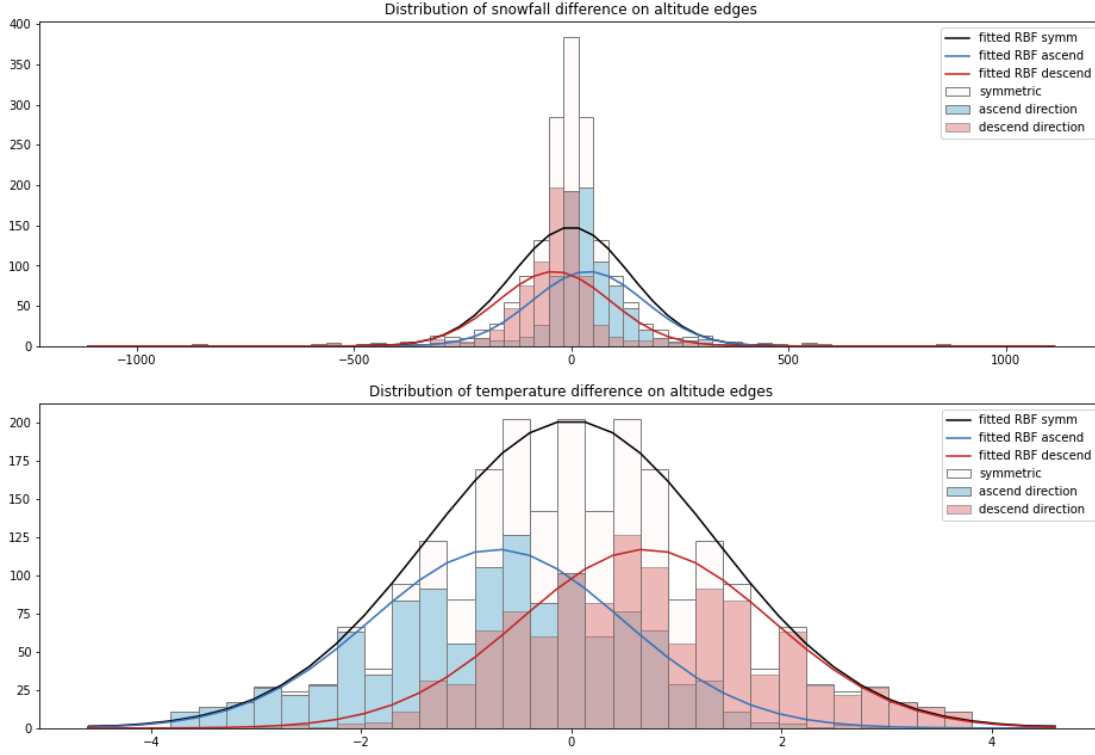 Distribution of snowfall difference on altitude edges
400
350
300
250
200
150
100
50
0
−1000
−500
0
500
1000
fitted RBF symm
fitted RBF ascend
fitted RBF descend
symmetric
ascend direction
descend direction
Distribution of temperature difference on altitude edges
200
175
150
125
100
75
50
25
0
−4
−2
0
2
4
fitted RBF symm
fitted RBF ascend
fitted RBF descend
symmetric
ascend direction
descend direction